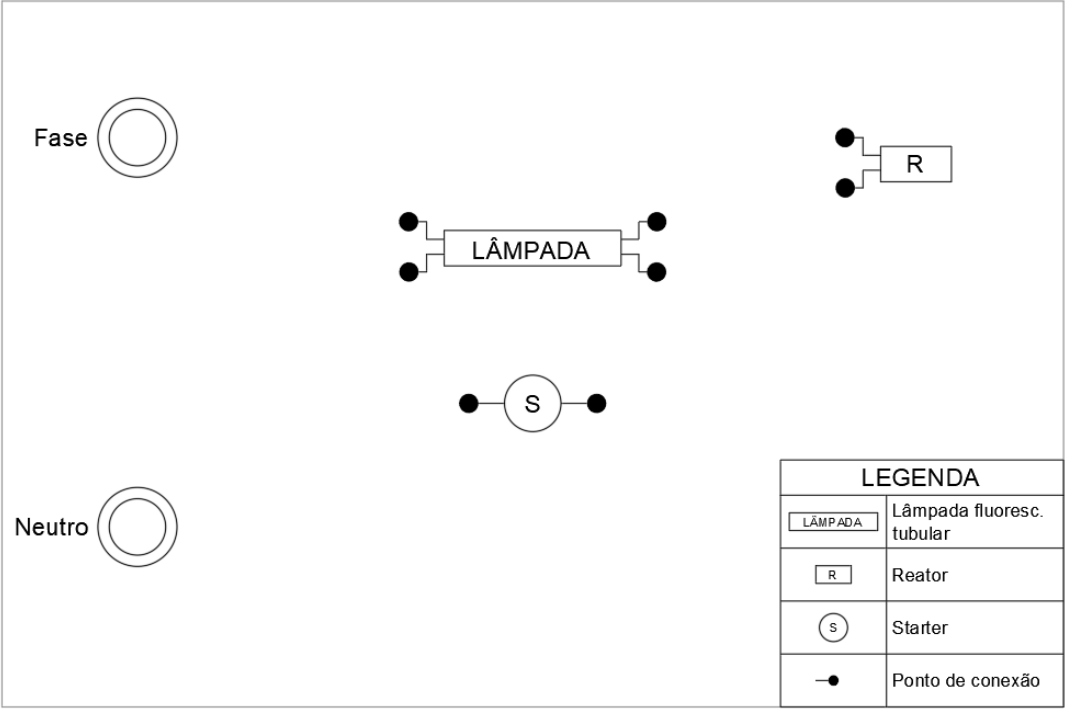 Fase
R
LÂMPADA
S
Neutro
LEGENDA
LÂMPADA
Lâmpada fluoresc.
tubular
R
Reator
S
Starter
Ponto de conexão